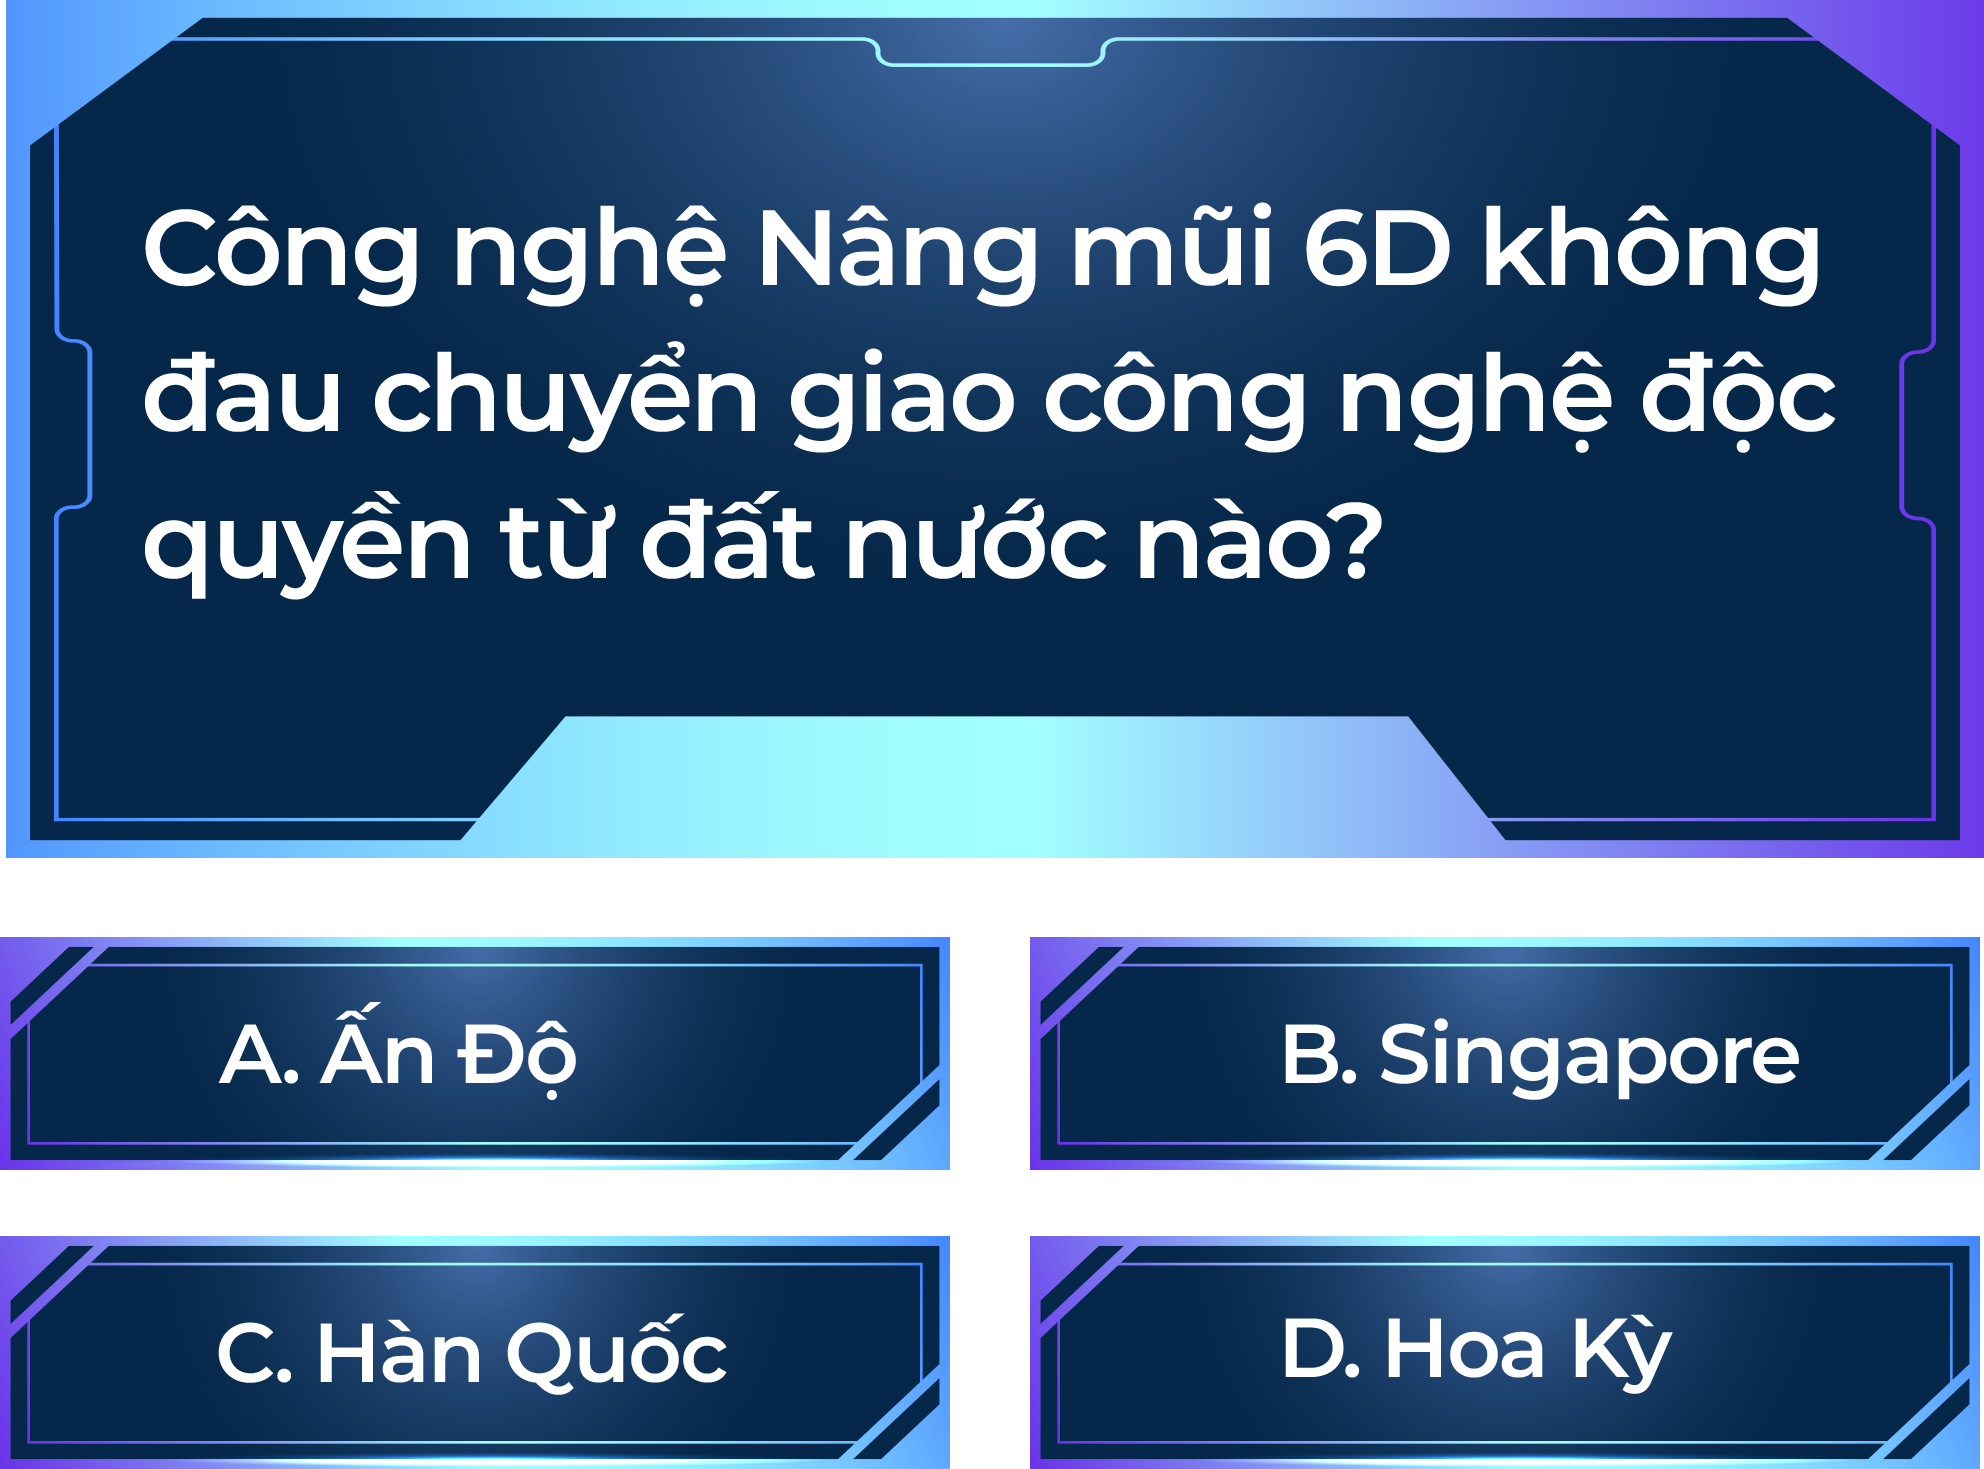 Công nghệ Nâng mũi 6D không
đau chuyển giao công nghệ độc
quyền từ đất nước nào?
A. Ấn Độ
B. Singapore
C. Hàn Quốc
D. Hoa Kỳ